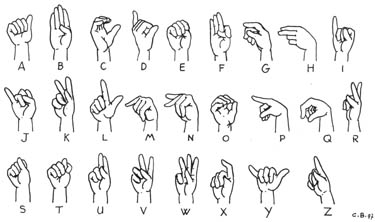 A B C D E F G H I
J K L M N O P Q R
S T U V W X Y Z